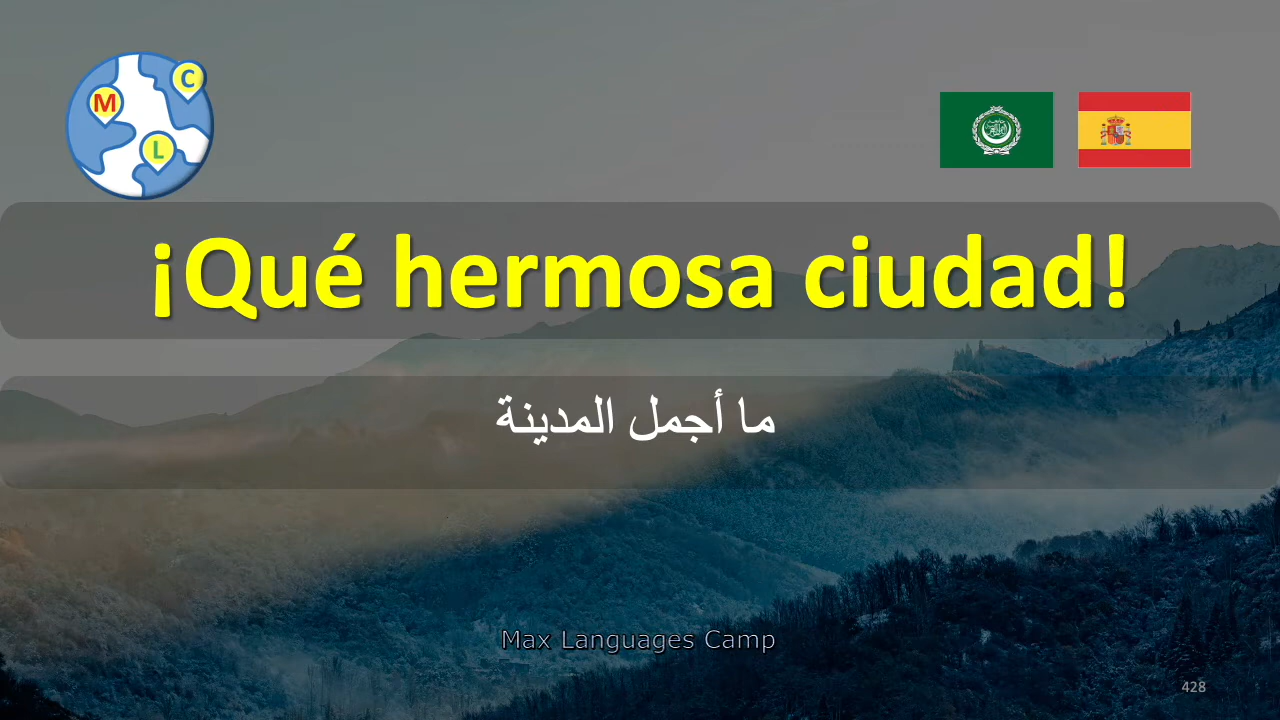 M
C
L
¡Qué hermosa ciudad!
ما أجمل المدينة
Max Languages Camp
428